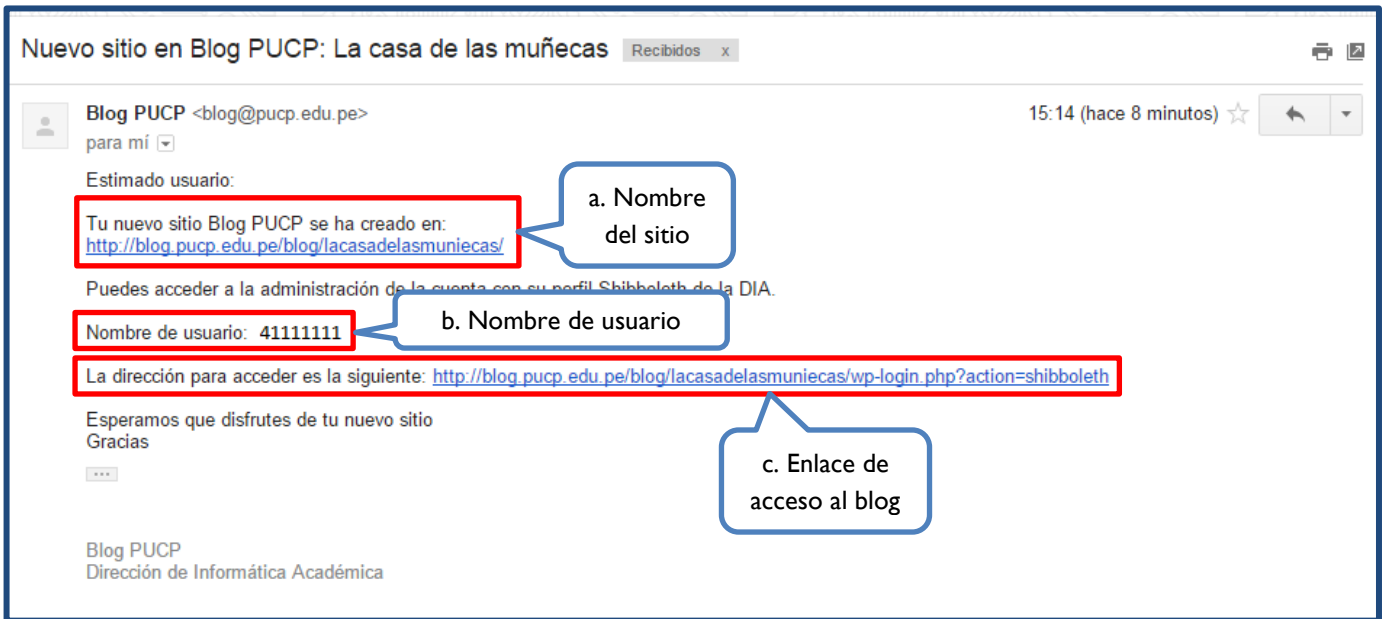 Nuevo sitio en Blog PUCP: La casa de las muñecas Recibidos x
Blog PUCP <blog@pucp.edu.pe> 15:14 (hace 8 minutos)
para mí
Estimado usuario:
a. Nombre
del sitio
Tu nuevo sitio Blog PUCP se ha creado en:
http://blog.pucp.edu.pe/blog/lacasadelasmuniecas/
Puedes acceder a la administración de la cuenta con su perfil Shibboleth de la DIA.
Nombre de usuario: 41111111
b. Nombre de usuario
La dirección para acceder es la siguiente: http://blog.pucp.edu.pe/blog/lacasadelasmuniecas/wp-login.php?action=shibboleth
Esperamos que disfrutes de tu nuevo sitio
Gracias
c. Enlace de
acceso al blog
Blog PUCP
Dirección de Informática Académica